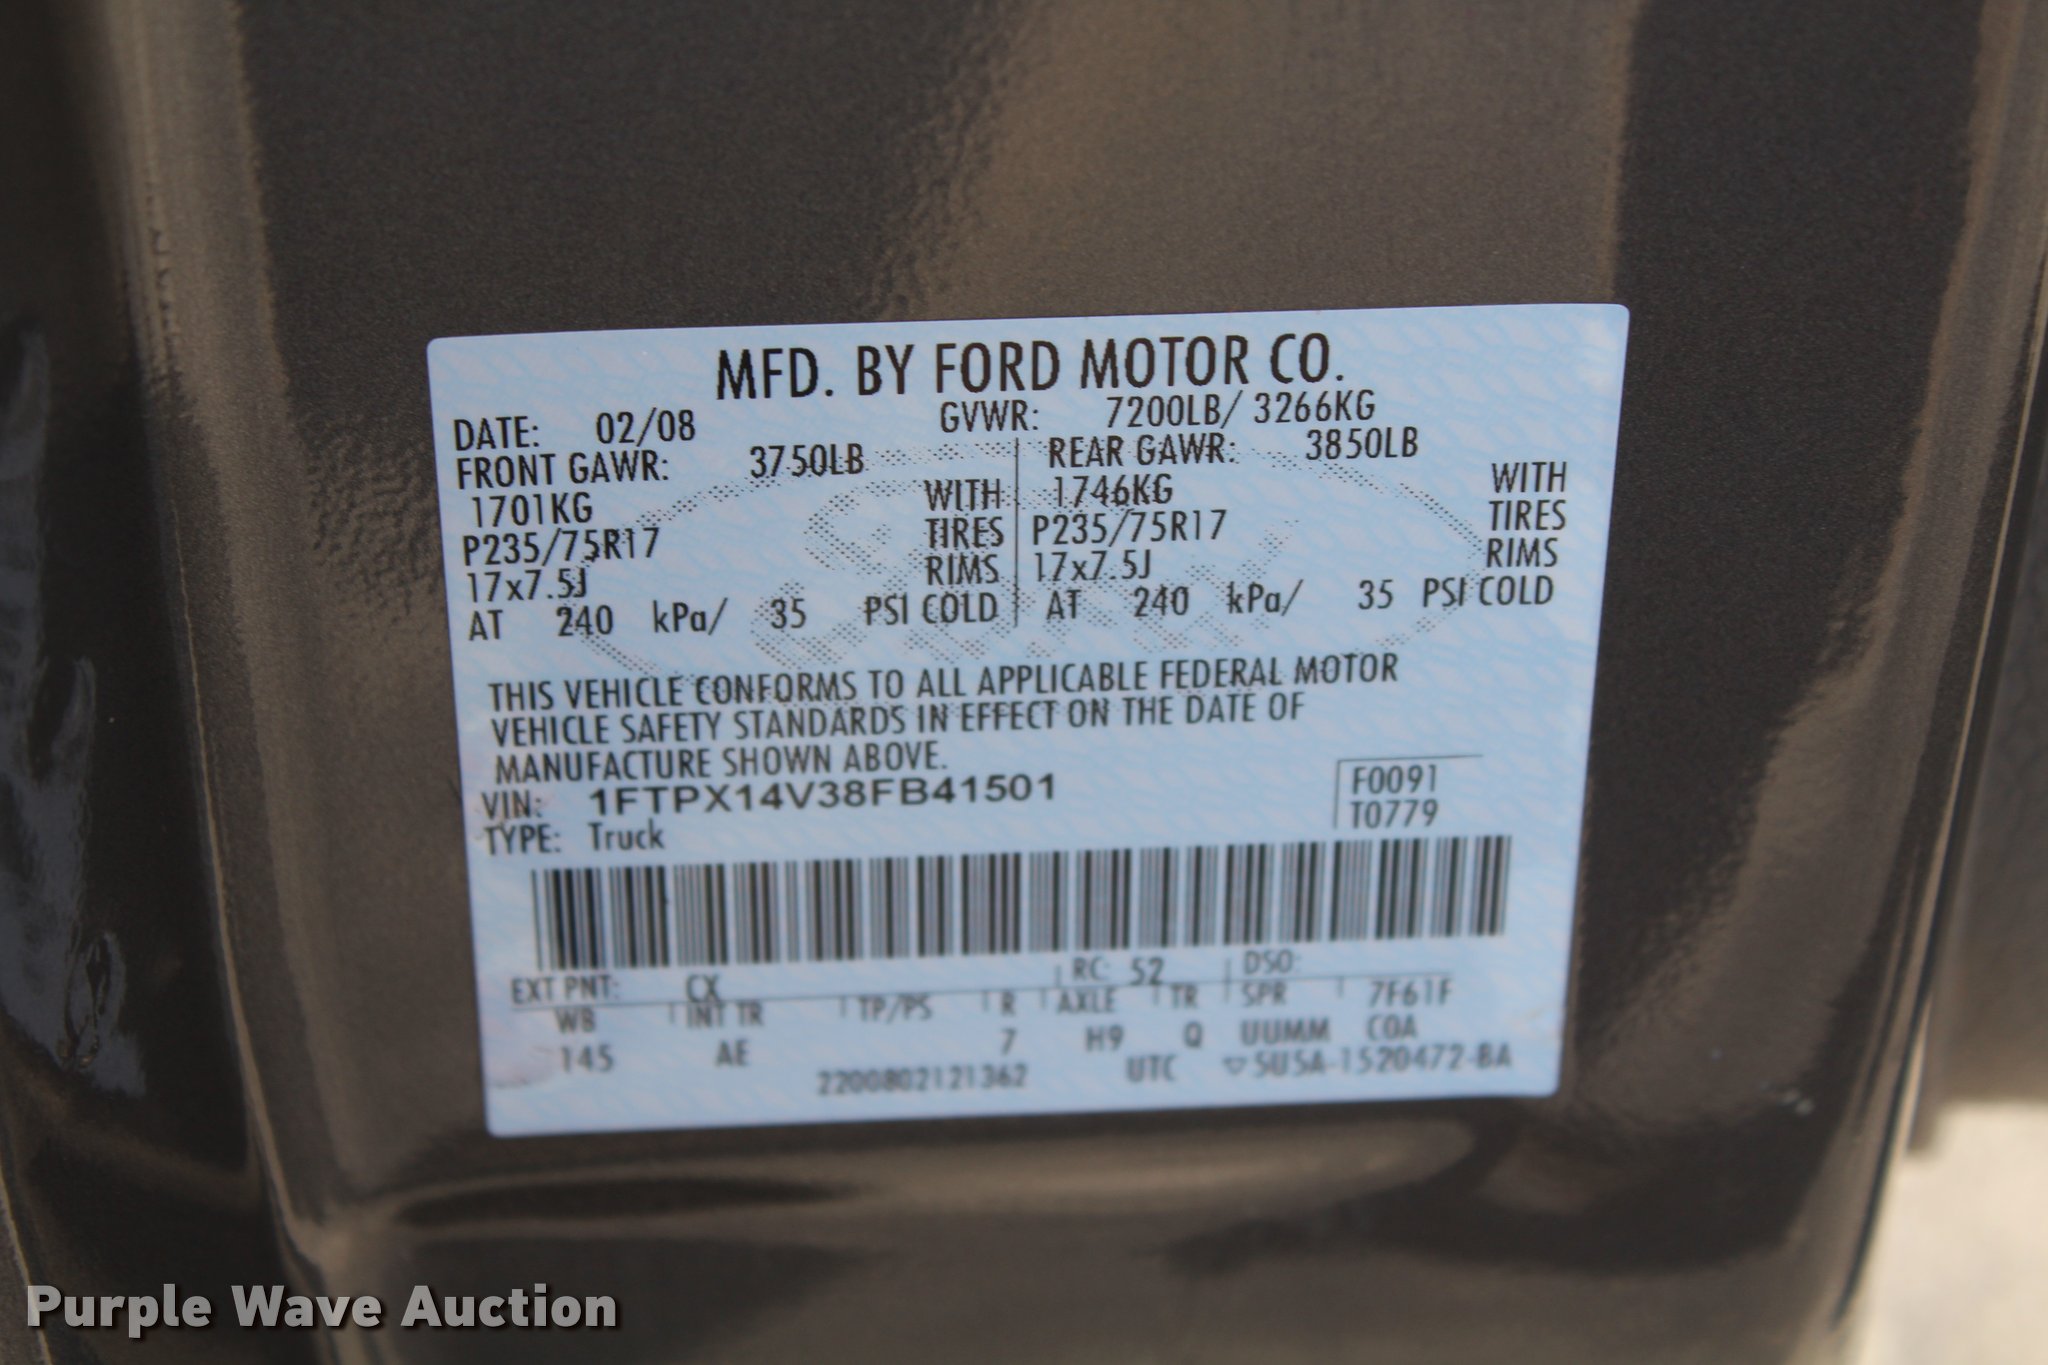 MFD. BY FORD MOTOR CO.
DATE: 02/08 GVWR: 7200LB/ 3266KG
FRONT GAWR: 3750LB REAR GAWR: 3850LB
1701KG WITH 1746KG WITH
P235/75R17 TIRES P235/75R17 TIRES
17x7.5J RIMS 17x7.5J RIMS
AT 240 kPa/ 35 PSI COLD AT 240 kPa/ 35 PSI COLD
THIS VEHICLE CONFORMS TO ALL APPLICABLE FEDERAL MOTOR
VEHICLE SAFETY STANDARDS IN EFFECT ON THE DATE OF
MANUFACTURE SHOWN ABOVE.
VIN: 1FTPX14V38FB41501 F0091
TYPE: Truck T0779
EXT PNT: CX RC: 52 DSO:
WB INT TR TP/PS R AXLE TR SPR 7F61F
145 AE 7 H9 Q UUMM COA
2200802121362 UTC ▽5U5A-1520472-BA
Purple Wave Auction